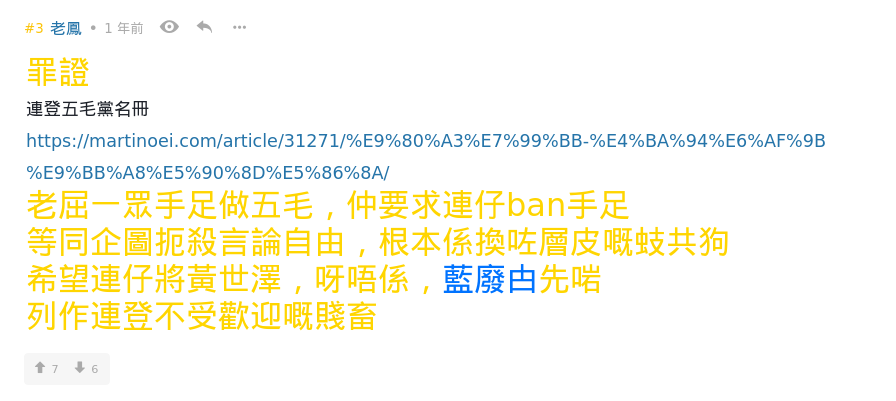 #3 老鳳 • 1 年前
罪證
連登五毛黨名冊
https://martinoei.com/article/31271/%E9%80%A3%E7%99%BB-%E4%BA%94%E6%AF%9B
%E9%BB%A8%E5%90%8D%E5%86%8A/
老屈一眾手足做五毛，仲要求連仔ban手足
等同企圖扼殺言論自由，根本係換咗層皮嘅蚑共狗
希望連仔將黃世澤，呀唔係，藍廢甴先啱
列作連登不受歡迎嘅賤畜
7 6